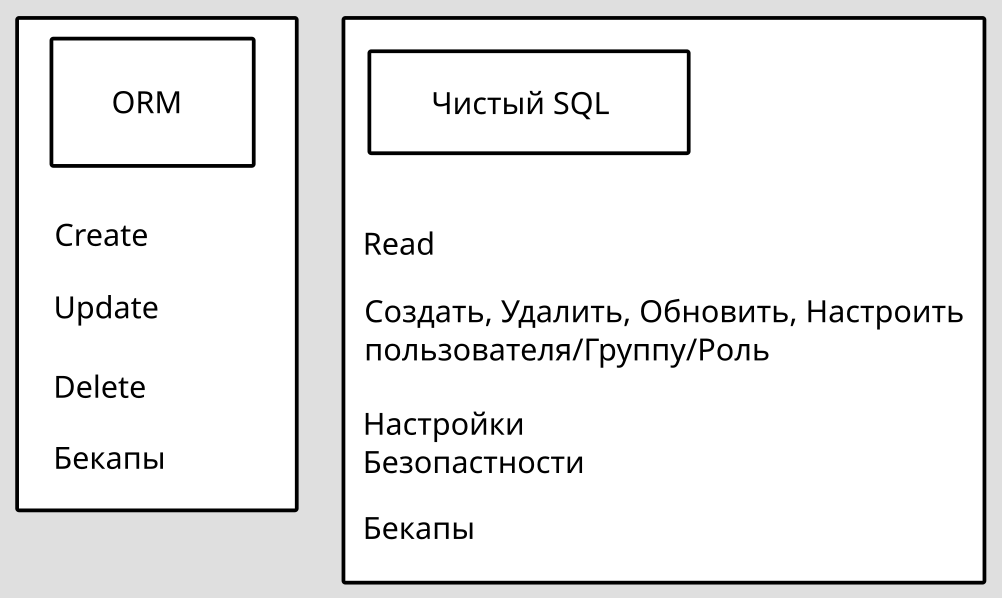 ORM
Create
Update
Delete
Бекапы
Чистый SQL
Read
Создать, Удалить, Обновить, Настроить
пользователя/Группу/Роль
Настройки
Безопастности
Бекапы